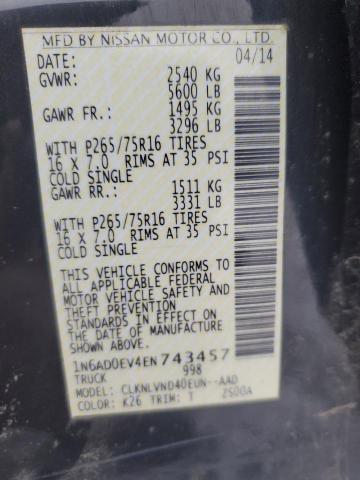 MFD BY NISSAN MOTOR CO., LTD.
DATE: 04/14
GVWR: 2540 KG
5600 LB
GAWR FR.: 1495 KG
3296 LB
WITH P265/75R16 TIRES
16 X 7.0 RIMS AT 35 PSI
COLD SINGLE
GAWR RR.: 1511 KG
3331 LB
WITH P265/75R16 TIRES
16 X 7.0 RIMS AT 35 PSI
COLD SINGLE
THIS VEHICLE CONFORMS TO
ALL APPLICABLE FEDERAL
MOTOR VEHICLE SAFETY AND
THEFT PREVENTION
STANDARDS IN EFFECT ON
THE DATE OF MANUFACTURE
1N6AD0EV4EN743457
TRUCK 998
MODEL: CLKNLVND40EUN--AAD
COLOR: K26 TRIM: T 2S00A